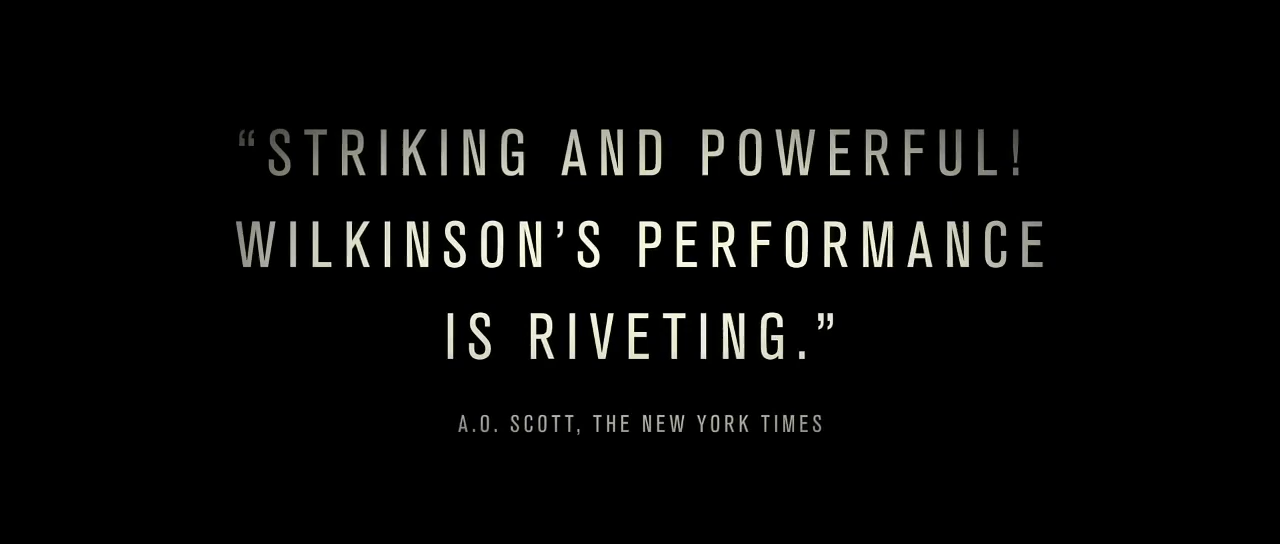 “STRIKING AND POWERFUL!
WILKINSON’S PERFORMANCE
IS RIVETING.”
A.O. SCOTT, THE NEW YORK TIMES